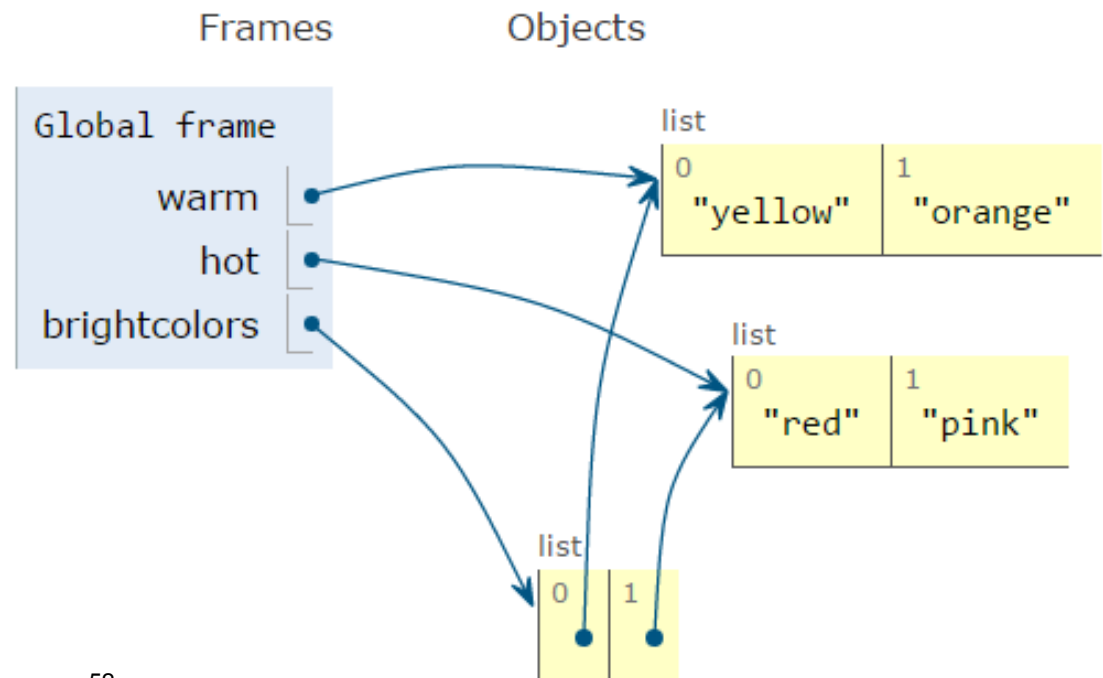 Frames Objects
Global frame
warm
hot
brightcolors
list
0 1
"yellow" "orange"
list
0 1
"red" "pink"
list
0 1